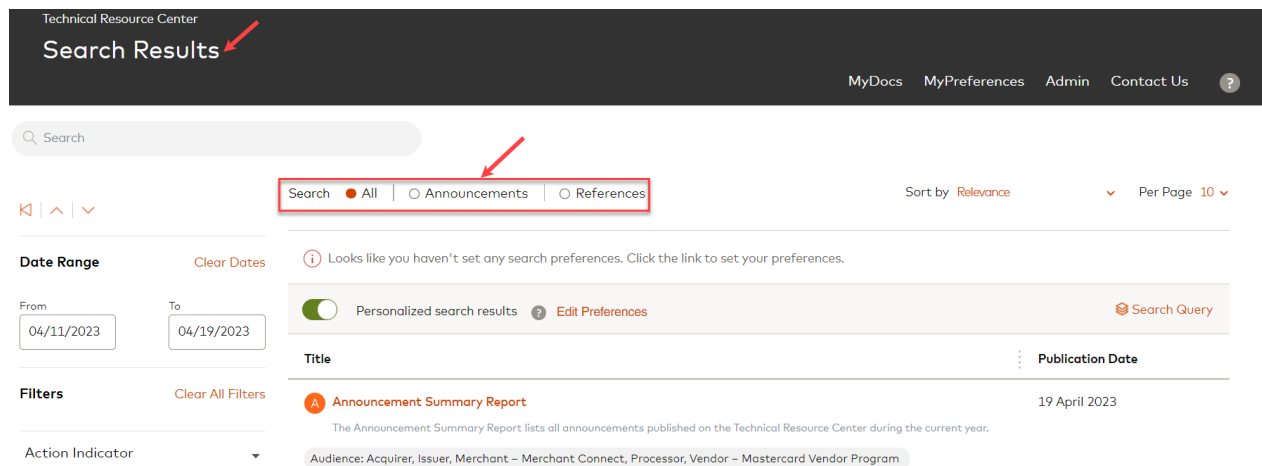 Technical Resource Center
Search Results
MyDocs MyPreferences Admin Contact Us ?
Search
Search All Announcements References
Sort by Relevance Per Page 10
Date Range Clear Dates
Looks like you haven't set any search preferences. Click the link to set your preferences.
From To
04/11/2023 04/19/2023
Personalized search results ? Edit Preferences Search Query
Title Publication Date
Filters Clear All Filters
A Announcement Summary Report 19 April 2023
The Announcement Summary Report lists all announcements published on the Technical Resource Center during the current year.
Action Indicator
Audience: Acquirer, Issuer, Merchant – Merchant Connect, Processor, Vendor – Mastercard Vendor Program